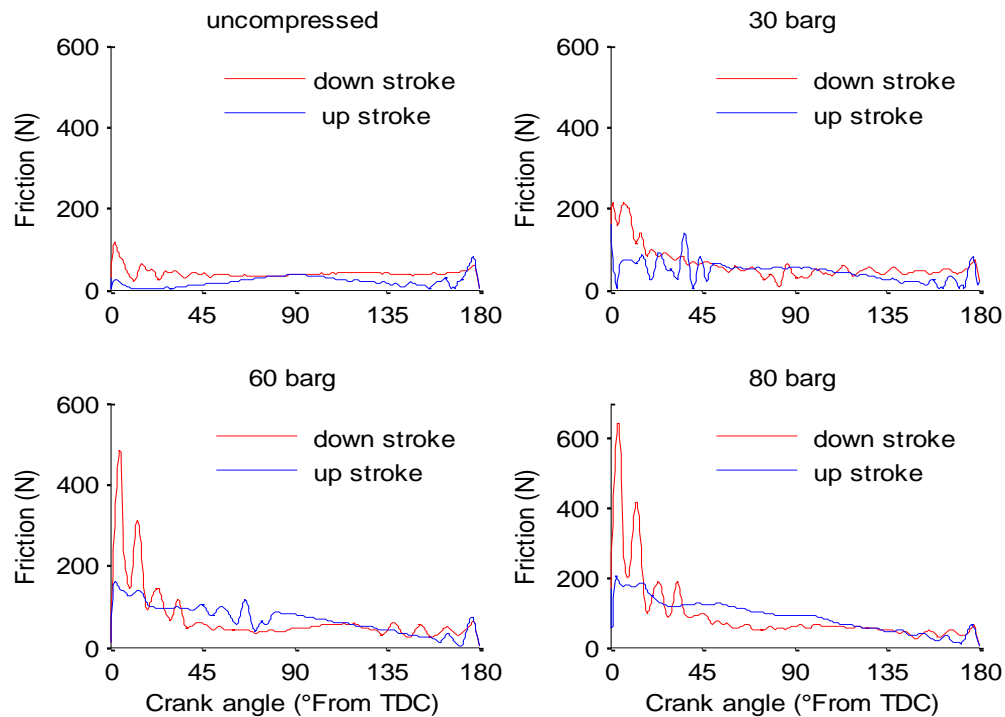 uncompressed
600
400
200
0
Friction (N)
down stroke
up stroke
0 45 90 135 180
30 barg
600
400
200
0
Friction (N)
down stroke
up stroke
0 45 90 135 180
60 barg
600
400
200
0
Friction (N)
down stroke
up stroke
0 45 90 135 180
Crank angle (°From TDC)
80 barg
600
400
200
0
Friction (N)
down stroke
up stroke
0 45 90 135 180
Crank angle (°From TDC)